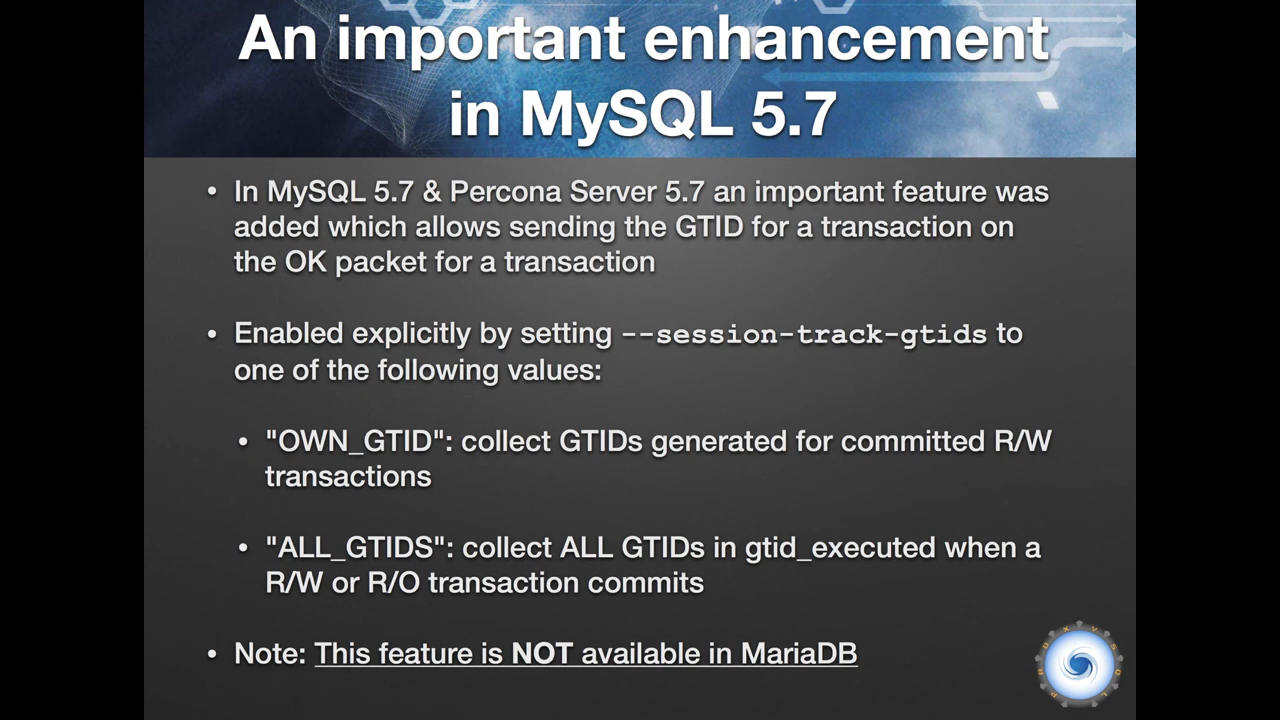 An important enhancement
in MySQL 5.7
• In MySQL 5.7 & Percona Server 5.7 an important feature was
added which allows sending the GTID for a transaction on
the OK packet for a transaction
• Enabled explicitly by setting --session-track-gtids to
one of the following values:
• "OWN_GTID": collect GTIDs generated for committed R/W
transactions
• "ALL_GTIDS": collect ALL GTIDs in gtid_executed when a
R/W or R/O transaction commits
• Note: This feature is NOT available in MariaDB